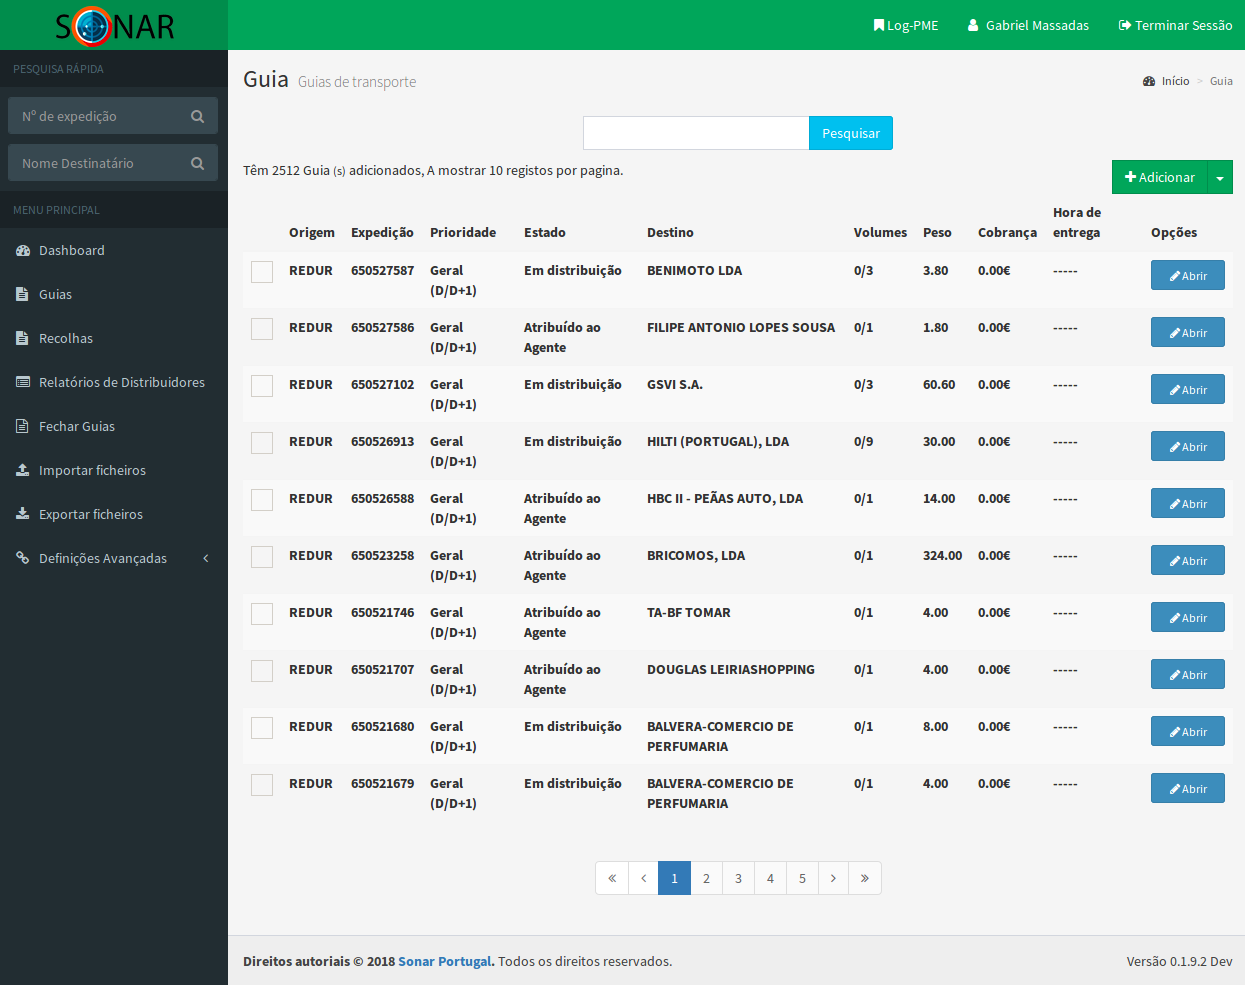 SONAR
Log-PME Gabriel Massadas Terminar Sessão
PESQUISA RÁPIDA
Nº de expedição
Nome Destinatário
MENU PRINCIPAL
Dashboard
Guias
Recolhas
Relatórios de Distribuidores
Fechar Guias
Importar ficheiros
Exportar ficheiros
Definições Avançadas
Guia Guias de transporte
Início > Guia
Pesquisar
Têm 2512 Guia (s) adicionados, A mostrar 10 registos por pagina.
Adicionar
Origem Expedição Prioridade Estado Destino Volumes Peso Cobrança Hora de entrega Opções
REDUR 650527587 Geral (D/D+1) Em distribuição BENIMOTO LDA 0/3 3.80 0.00€ ----- Abrir
REDUR 650527586 Geral (D/D+1) Atribuído ao Agente FILIPE ANTONIO LOPES SOUSA 0/1 1.80 0.00€ ----- Abrir
REDUR 650527102 Geral (D/D+1) Em distribuição GSVI S.A. 0/3 60.60 0.00€ ----- Abrir
REDUR 650526913 Geral (D/D+1) Em distribuição HILTI (PORTUGAL), LDA 0/9 30.00 0.00€ ----- Abrir
REDUR 650526588 Geral (D/D+1) Atribuído ao Agente HBC II - PEÃAS AUTO, LDA 0/1 14.00 0.00€ ----- Abrir
REDUR 650523258 Geral (D/D+1) Atribuído ao Agente BRICOMOS, LDA 0/1 324.00 0.00€ ----- Abrir
REDUR 650521746 Geral (D/D+1) Atribuído ao Agente TA-BF TOMAR 0/1 4.00 0.00€ ----- Abrir
REDUR 650521707 Geral (D/D+1) Atribuído ao Agente DOUGLAS LEIRIASHOPPING 0/1 4.00 0.00€ ----- Abrir
REDUR 650521680 Geral (D/D+1) Em distribuição BALVERA-COMERCIO DE PERFUMARIA 0/1 8.00 0.00€ ----- Abrir
REDUR 650521679 Geral (D/D+1) Em distribuição BALVERA-COMERCIO DE PERFUMARIA 0/1 4.00 0.00€ ----- Abrir
« ‹ 1 2 3 4 5 › »
Direitos autoriais © 2018 Sonar Portugal. Todos os direitos reservados.
Versão 0.1.9.2 Dev